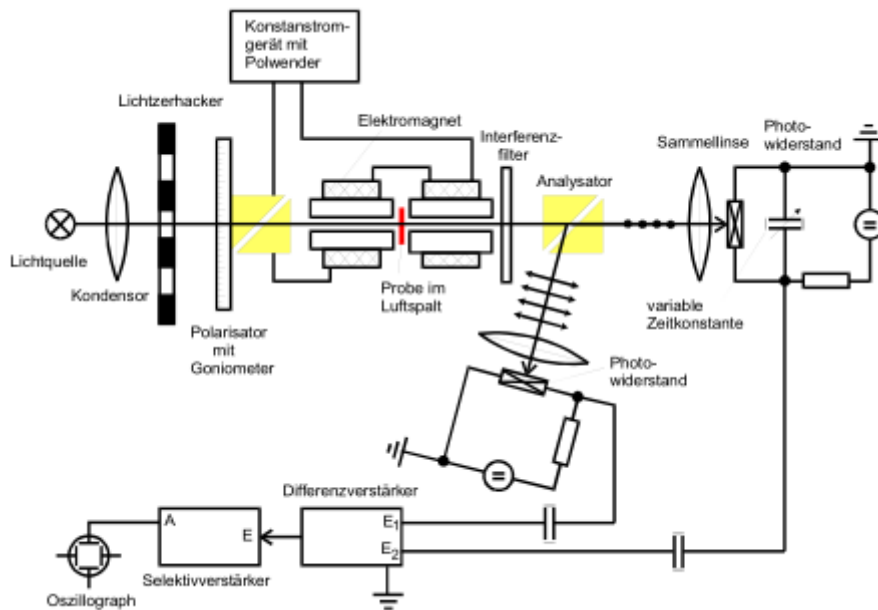 Konstanstrom-
gerät mit
Polwender
Lichtzerhacker
Elektromagnet
Interferenz-
filter
Analysator
Sammellinse
Photo-
widerstand
Lichtquelle
Kondensor
Polarisator
mit
Goniometer
Probe im
Luftspalt
variable
Zeitkonstante
Photo-
widerstand
Differenzverstärker
A
E
E1
E2
Selektivverstärker
Oszillograph